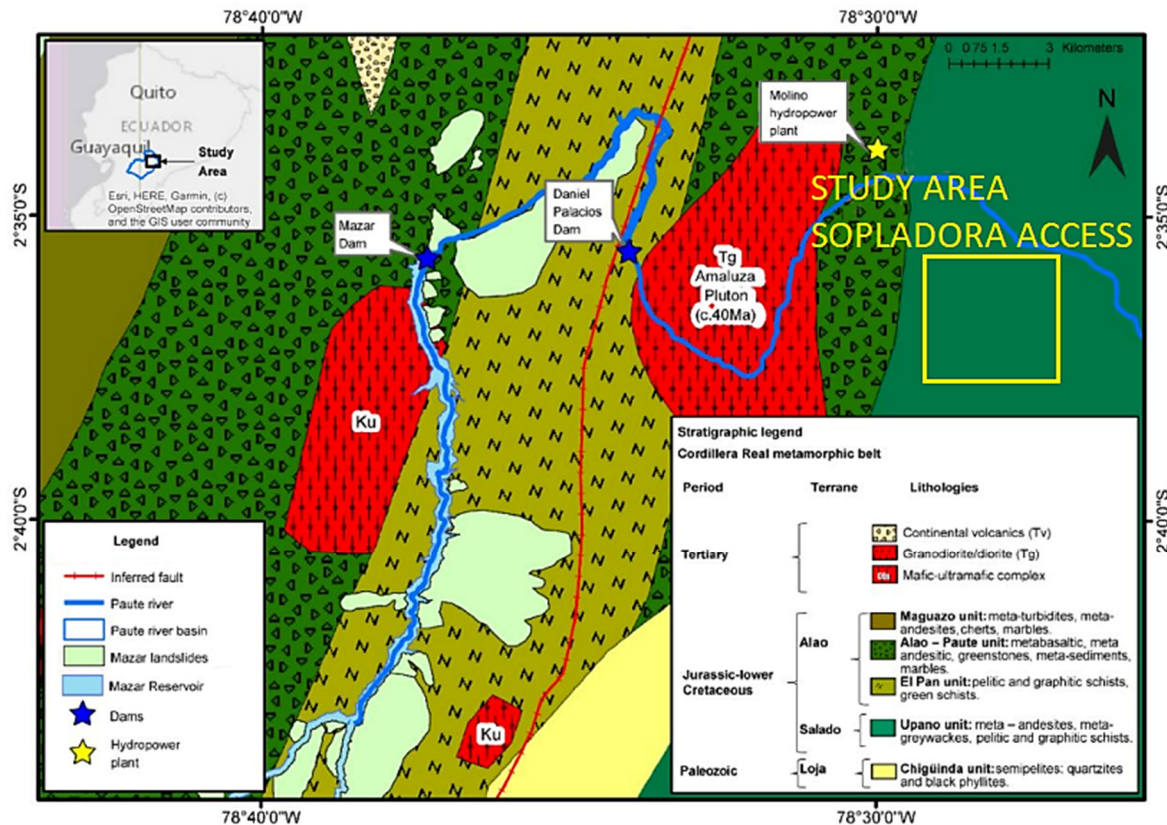 78°40'0"W
78°30'0"W
Quito
ECUADOR
Guayaquil
Study
Area
Esri, HERE, Garmin, (c)
OpenStreetMap contributors,
and the GIS user community
0 0.75 1.5 3 Kilometers
N
Molino
hydropower
plant
Mazar
Dam
Daniel
Palacios
Dam
2°35'0"S
2°35'0"S
STUDY AREA
SOPLADORA ACCESS
Tg
Amaluza
Pluton
(c.40Ma)
Ku
Ku
2°40'0"S
2°40'0"S
Legend
Inferred fault
Paute river
Paute river basin
Mazar landslides
Mazar Reservoir
Dams
Hydropower
plant
Stratigraphic legend
Cordillera Real metamorphic belt
Period Terrane Lithologies
Tertiary
Continental volcanics (Tv)
Granodiorite/diorite (Tg)
Mafic-ultramafic complex
Jurassic-lower
Cretaceous
Alao
Maguazo unit: meta-turbidites, meta-
andesites, cherts, marbles.
Alao – Paute unit: metabasaltic, meta
andesitic, greenstones, meta-sediments,
marbles.
El Pan unit: pelitic and graphitic schists,
green schists.
Salado
Upano unit: meta – andesites, meta-
greywackes, pelitic and graphitic schists.
Paleozoic
Loja
Chigüinda unit: semipelites: quartzites
and black phyllites.
78°40'0"W
78°30'0"W